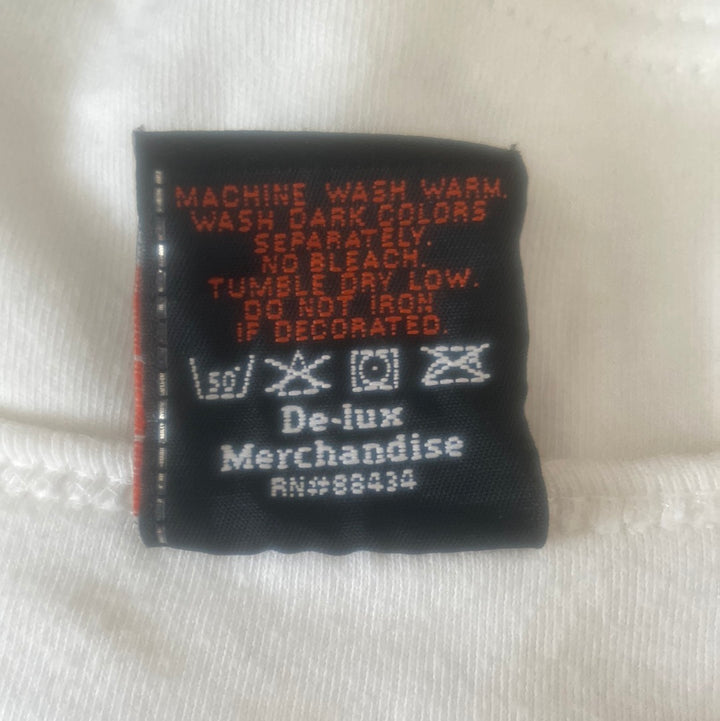 MACHINE WASH WARM.
WASH DARK COLORS
SEPARATELY.
NO BLEACH.
TUMBLE DRY LOW.
DO NOT IRON
IF DECORATED.
50°
De-lux
Merchandise
RN#88434